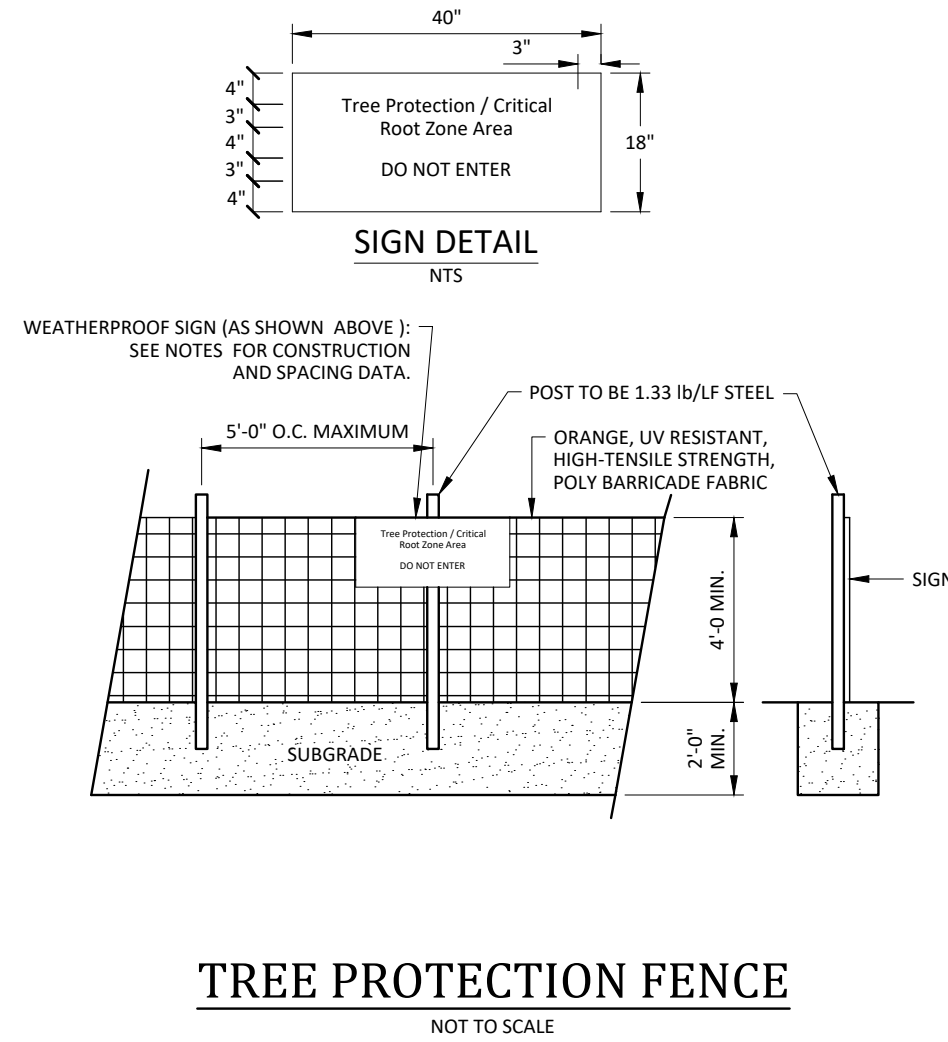 40"
3"
4"
3"
4"
3"
4"
18"
Tree Protection / Critical
Root Zone Area
DO NOT ENTER
SIGN DETAIL
NTS
WEATHERPROOF SIGN (AS SHOWN ABOVE ):
SEE NOTES FOR CONSTRUCTION
AND SPACING DATA.
POST TO BE 1.33 lb/LF STEEL
5'-0" O.C. MAXIMUM
ORANGE, UV RESISTANT,
HIGH-TENSILE STRENGTH,
POLY BARRICADE FABRIC
Tree Protection / Critical
Root Zone Area
DO NOT ENTER
4'-0 MIN.
SIGN
SUBGRADE
2'-0"
MIN.
TREE PROTECTION FENCE
NOT TO SCALE